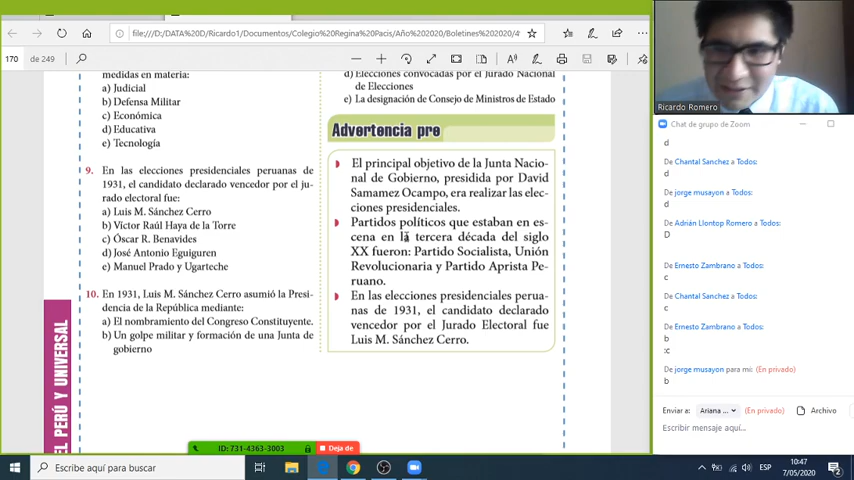 file:///D:/DATA%20D/Ricardo1/Documentos/Colegio%20Regina%20Pacis/Año%202020/Boletines%202020/4
170 de 249
medidas en materia:
a) Judicial
b) Defensa Militar
c) Económica
d) Educativa
e) Tecnología
9. En las elecciones presidenciales peruanas de
1931, el candidato declarado vencedor por el ju-
rado electoral fue:
a) Luis M. Sánchez Cerro
b) Víctor Raúl Haya de la Torre
c) Óscar R. Benavides
d) José Antonio Eguiguren
e) Manuel Prado y Ugarteche
10. En 1931, Luis M. Sánchez Cerro asumió la Presi-
dencia de la República mediante:
a) El nombramiento del Congreso Constituyente.
b) Un golpe militar y formación de una Junta de
gobierno
EL PERÚ Y UNIVERSAL
d) Elecciones convocadas por el Jurado Nacional
de Elecciones
e) La designación de Consejo de Ministros de Estado
Advertencia pre
El principal objetivo de la Junta Nacio-
nal de Gobierno, presidida por David
Samamez Ocampo, era realizar las elec-
ciones presidenciales.
Partidos políticos que estaban en es-
cena en la tercera década del siglo
XX fueron: Partido Socialista, Unión
Revolucionaria y Partido Aprista Pe-
ruano.
En las elecciones presidenciales perua-
nas de 1931, el candidato declarado
vencedor por el Jurado Electoral fue
Luis M. Sánchez Cerro.
ID: 731-4363-3003
Deja de
Ricardo Romero
Chat de grupo de Zoom
d
Chantal Sanchez a Todos:
d
jorge musayon a Todos:
d
Adrián Llontop Romero a Todos:
D
Ernesto Zambrano a Todos:
c
Chantal Sanchez a Todos:
c
Ernesto Zambrano a Todos:
b
:c
De jorge musayon para mí: (En privado)
b
Enviar a: Ariana ... (En privado) Archivo
Escribir mensaje aquí...
Escribe aquí para buscar
ESP
10:47
7/05/2020
2